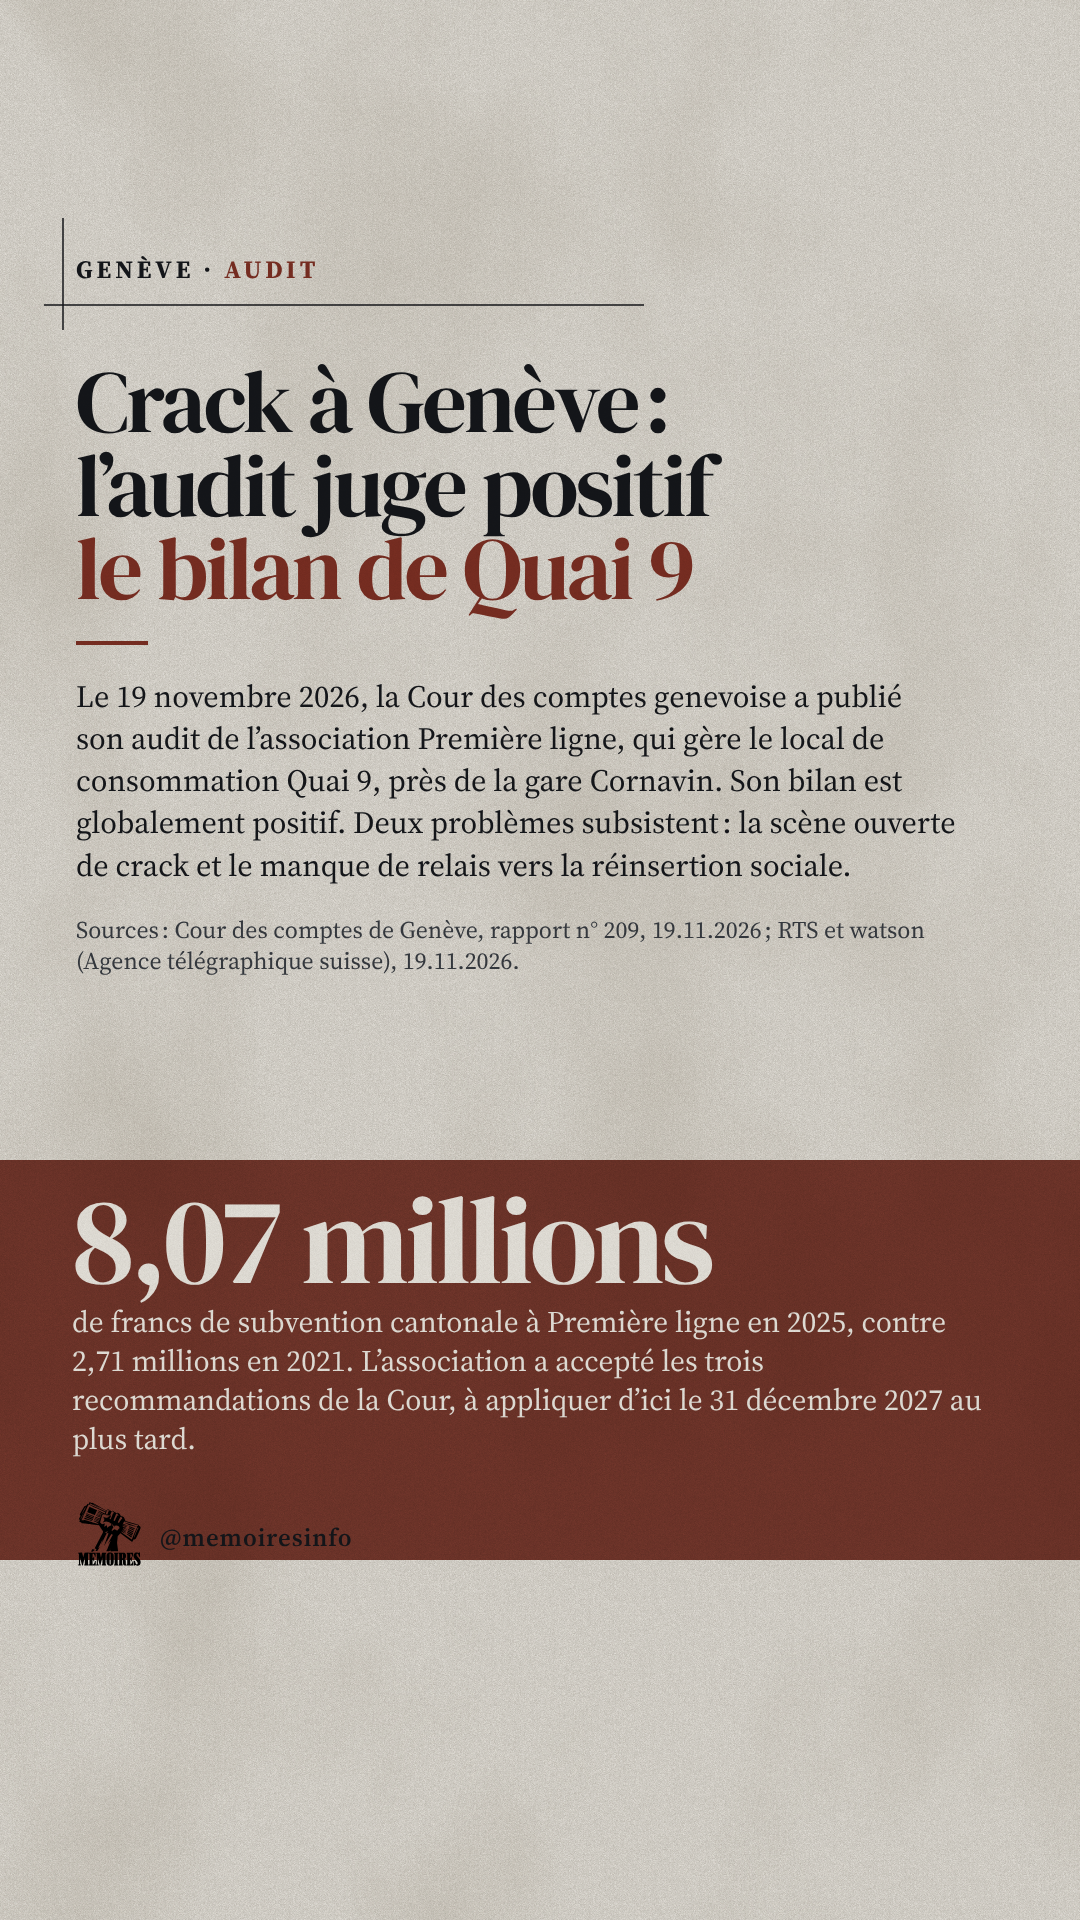 GENÈVE · AUDIT
Crack à Genève :
l’audit juge positif
le bilan de Quai 9
Le 19 novembre 2026, la Cour des comptes genevoise a publié
son audit de l’association Première ligne, qui gère le local de
consommation Quai 9, près de la gare Cornavin. Son bilan est
globalement positif. Deux problèmes subsistent : la scène ouverte
de crack et le manque de relais vers la réinsertion sociale.
Sources : Cour des comptes de Genève, rapport n° 209, 19.11.2026 ; RTS et watson
(Agence télégraphique suisse), 19.11.2026.
8,07 millions
de francs de subvention cantonale à Première ligne en 2025, contre
2,71 millions en 2021. L’association a accepté les trois
recommandations de la Cour, à appliquer d’ici le 31 décembre 2027 au
plus tard.
@memoiresinfo
MÉMOIRES